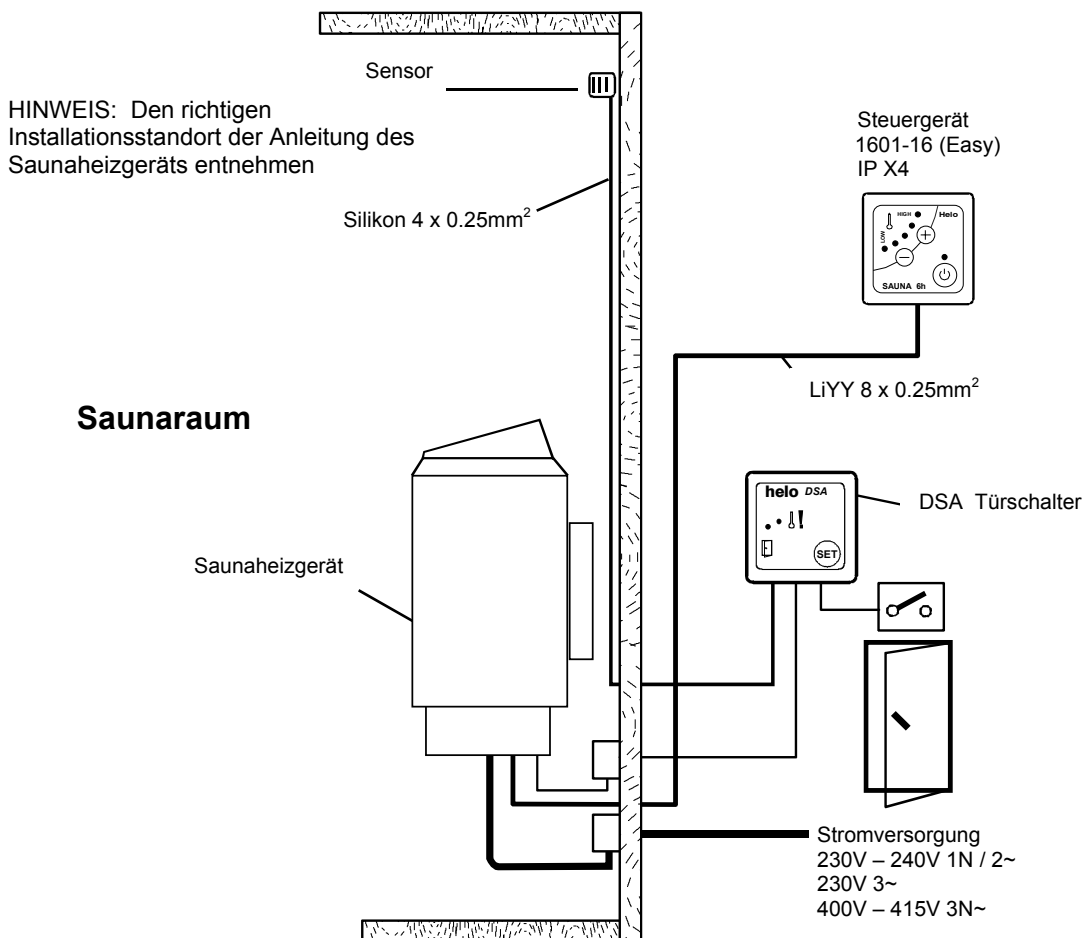 Sensor
HINWEIS: Den richtigen
Installationsstandort der Anleitung des
Saunaheizgeräts entnehmen
Silikon 4 x 0.25mm²
Steuergerät
1601-16 (Easy)
IP X4
HIGH
Helo
LOW
SAUNA 6h
LiYY 8 x 0.25mm²
Saunaraum
helo DSA
SET
DSA Türschalter
Saunaheizgerät
Stromversorgung
230V – 240V 1N / 2~
230V 3~
400V – 415V 3N~